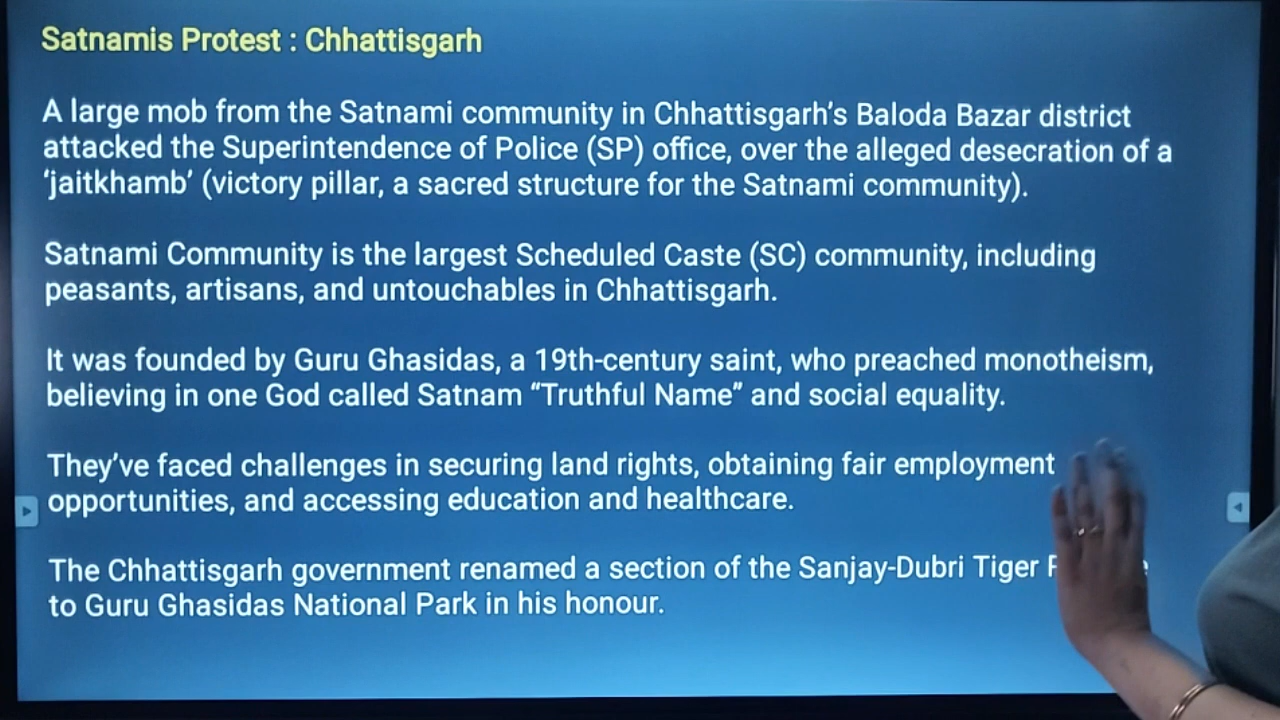 Satnamis Protest : Chhattisgarh
A large mob from the Satnami community in Chhattisgarh's Baloda Bazar district
attacked the Superintendence of Police (SP) office, over the alleged desecration of a
'jaitkhamb' (victory pillar, a sacred structure for the Satnami community).
Satnami Community is the largest Scheduled Caste (SC) community, including
peasants, artisans, and untouchables in Chhattisgarh.
It was founded by Guru Ghasidas, a 19th-century saint, who preached monotheism,
believing in one God called Satnam “Truthful Name” and social equality.
They've faced challenges in securing land rights, obtaining fair employment
opportunities, and accessing education and healthcare.
The Chhattisgarh government renamed a section of the Sanjay-Dubri Tiger
to Guru Ghasidas National Park in his honour.